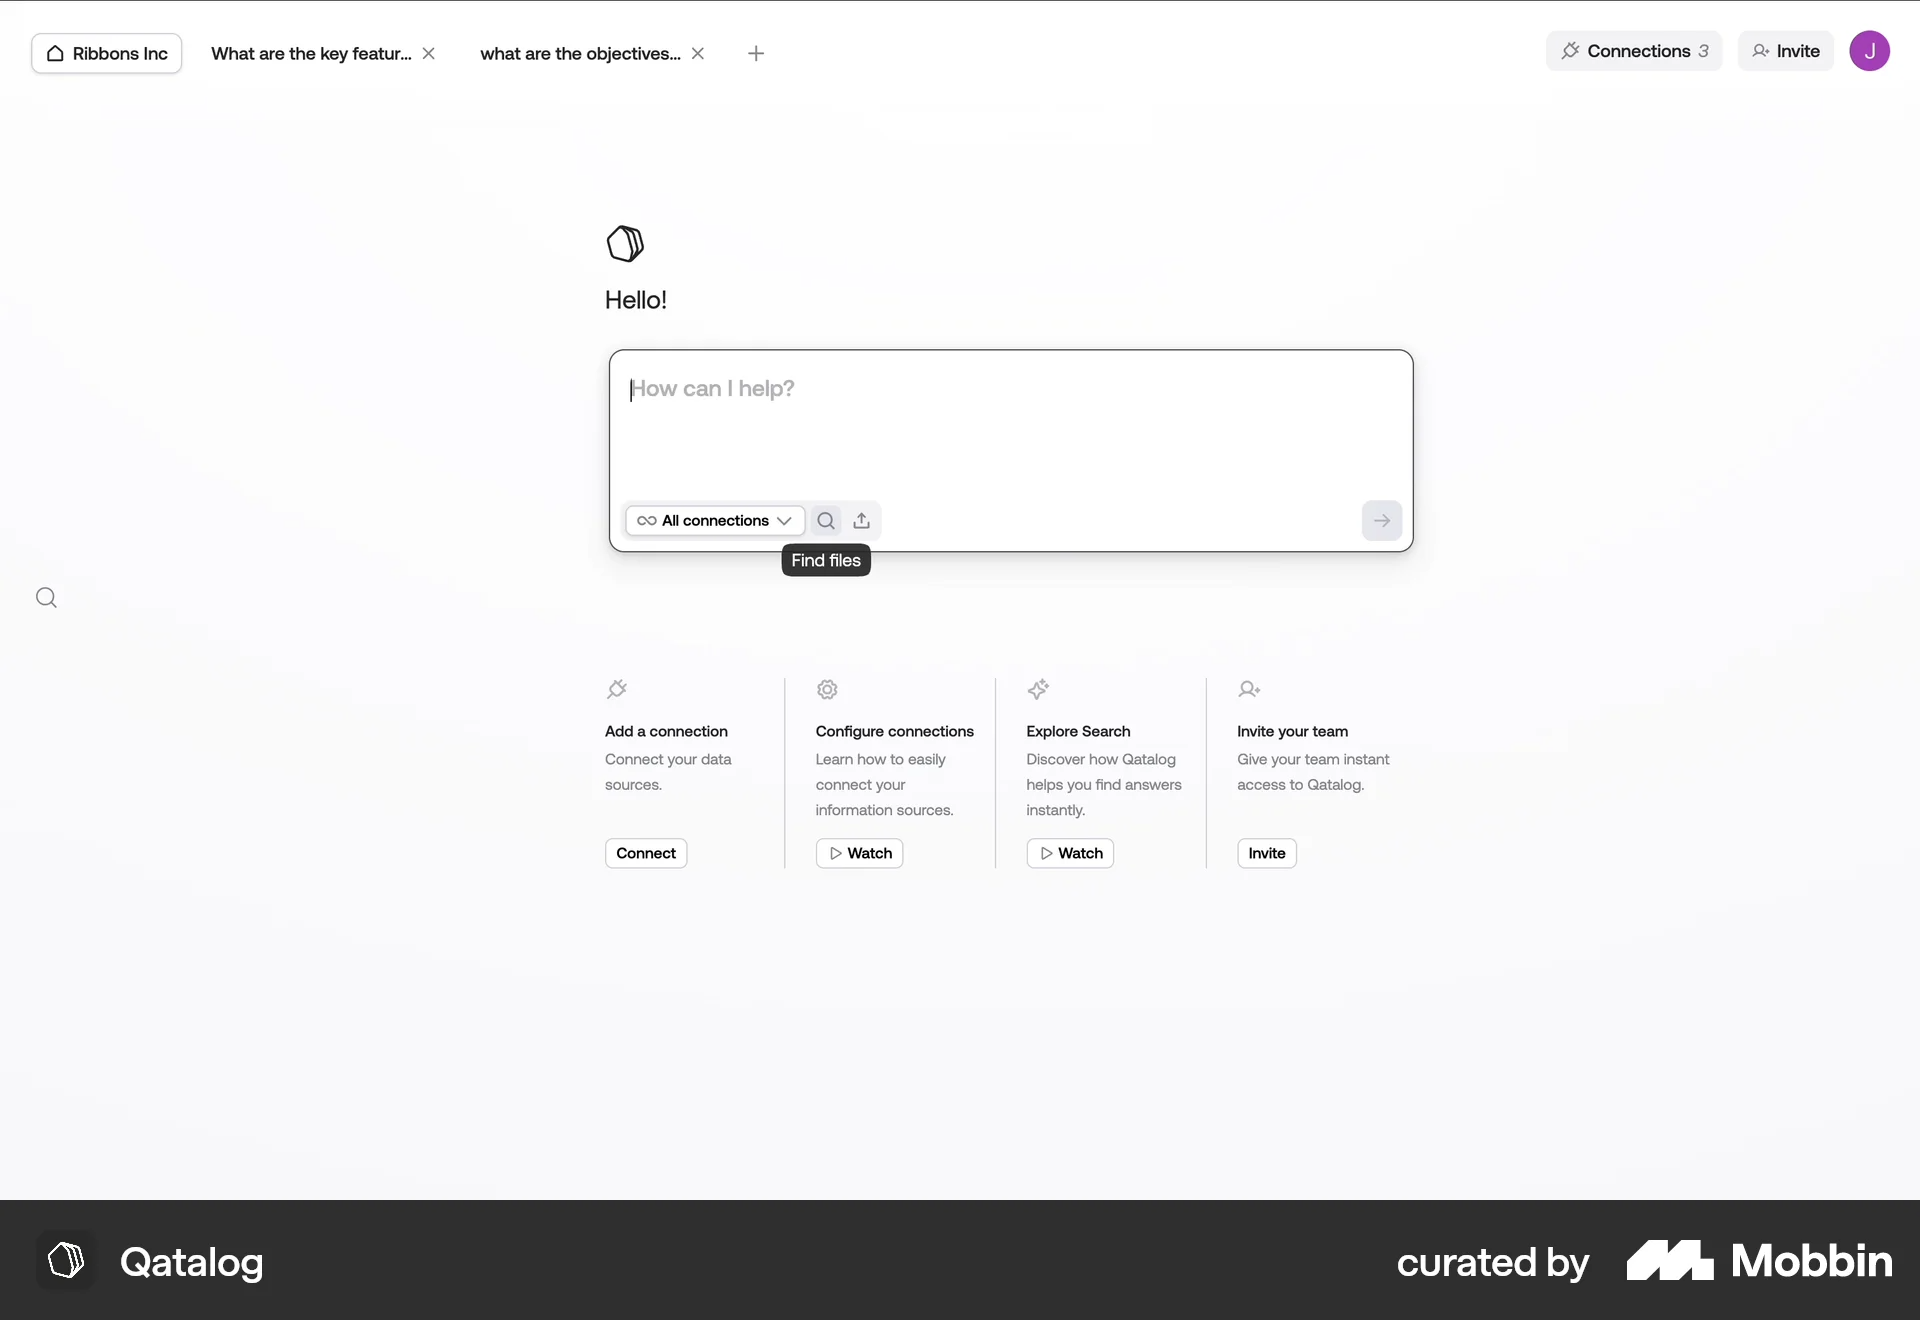 Ribbons Inc
What are the key featur...
what are the objectives...
Connections 3
Invite
J
Hello!
How can I help?
All connections
Find files
Add a connection
Connect your data
sources.
Connect
Configure connections
Learn how to easily
connect your
information sources.
Watch
Explore Search
Discover how Qatalog
helps you find answers
instantly.
Watch
Invite your team
Give your team instant
access to Qatalog.
Invite
Qatalog
curated by
Mobbin